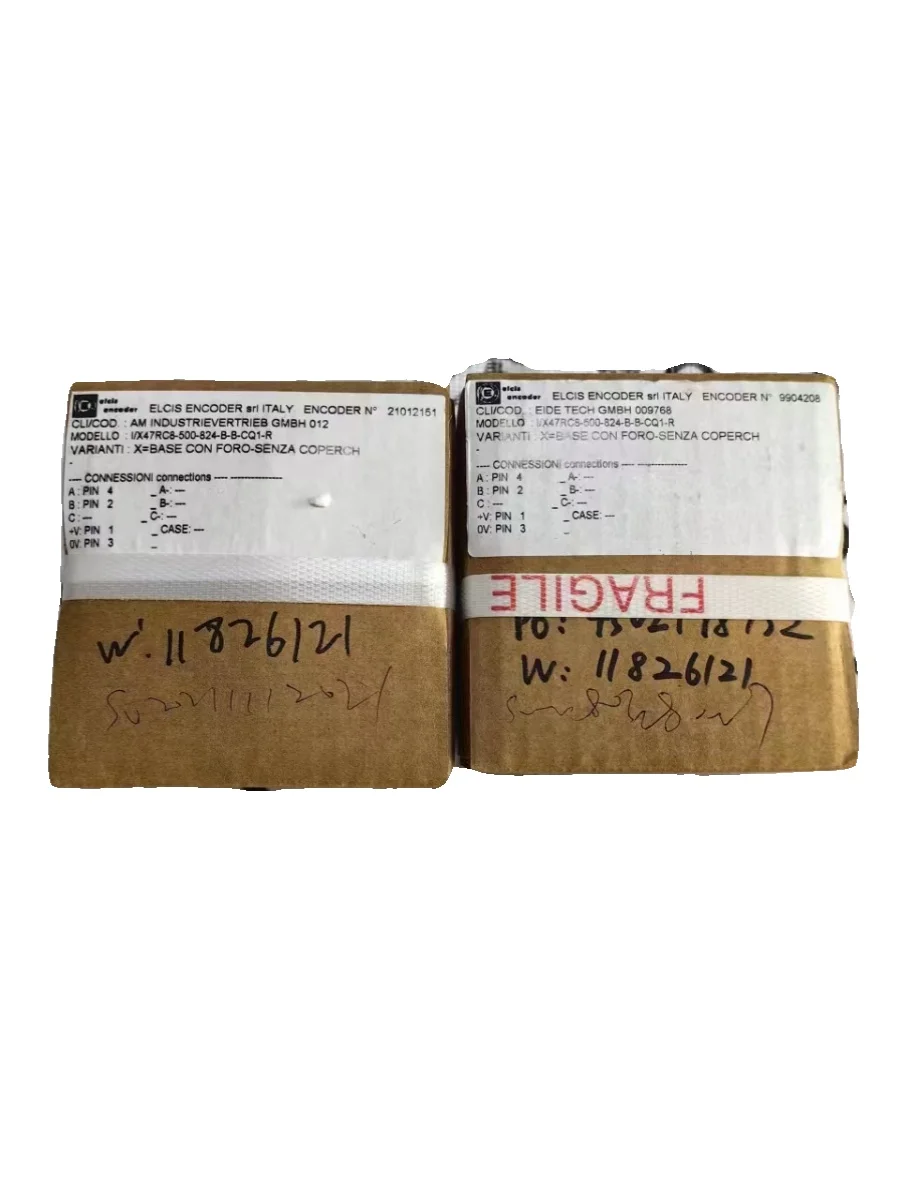 elcis
encoder
ELCIS ENCODER srl ITALY ENCODER N° 21012151
CLI/COD. : AM INDUSTRIEVERTRIEB GMBH 012
MODELLO : I/X47RC8-500-824-B-B-CQ1-R
VARIANTI : X=BASE CON FORO-SENZA COPERCH
-
---- CONNESSIONI connections ---- ---------------
A : PIN 4 _ A-: ---
B : PIN 2 _ B-: ---
C : --- _ C-: ---
+V: PIN 1 _ CASE: ---
0V: PIN 3 _
W: 11826121
elcis
encoder
ELCIS ENCODER srl ITALY ENCODER N° 9904208
CLI/COD. : EIDE TECH GMBH 009768
MODELLO : I/X47RC8-500-824-B-B-CQ1-R
VARIANTI : X=BASE CON FORO-SENZA COPERCH
-
---- CONNESSIONI connections ---- ---------------
A : PIN 4 _ A-: ---
B : PIN 2 _ B-: ---
C : --- _ C-: ---
+V: PIN 1 _ CASE: ---
0V: PIN 3 _
FRAGILE
PO:
W: 11826121